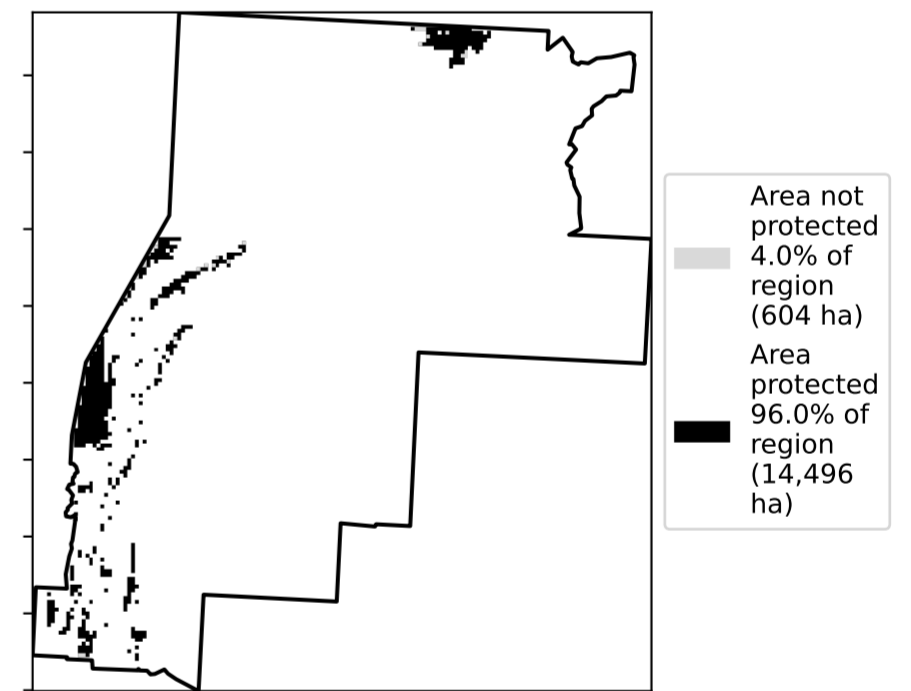 Area not
protected
4.0% of
region
(604 ha)
Area
protected
96.0% of
region
(14,496
ha)